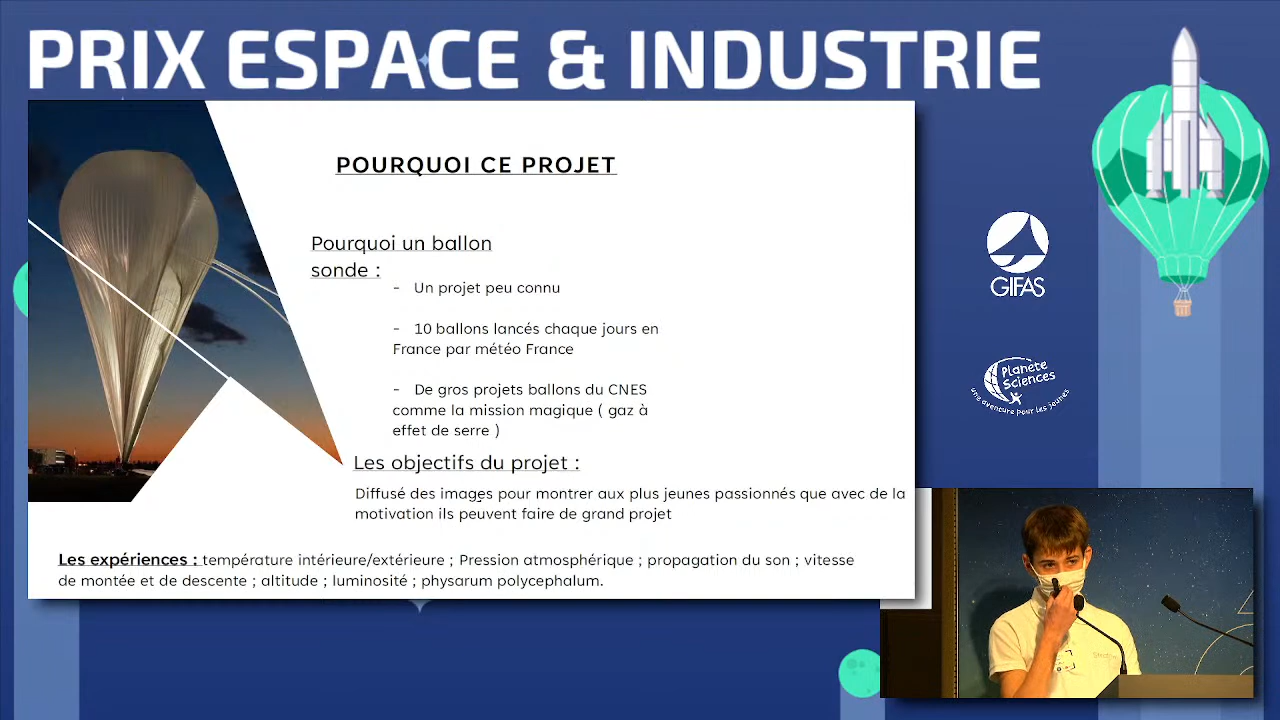 PRIX ESPACE & INDUSTRIE
POURQUOI CE PROJET
Pourquoi un ballon
sonde :
- Un projet peu connu
- 10 ballons lancés chaque jours en
France par météo France
- De gros projets ballons du CNES
comme la mission magique ( gaz à
effet de serre )
Les objectifs du projet :
Diffusé des images pour montrer aux plus jeunes passionnés que avec de la
motivation ils peuvent faire de grand projet
Les expériences : température intérieure/extérieure ; Pression atmosphérique ; propagation du son ; vitesse
de montée et de descente ; altitude ; luminosité ; physarum polycephalum.
GIFAS
Planète
Sciences
une aventure pour les jeunes